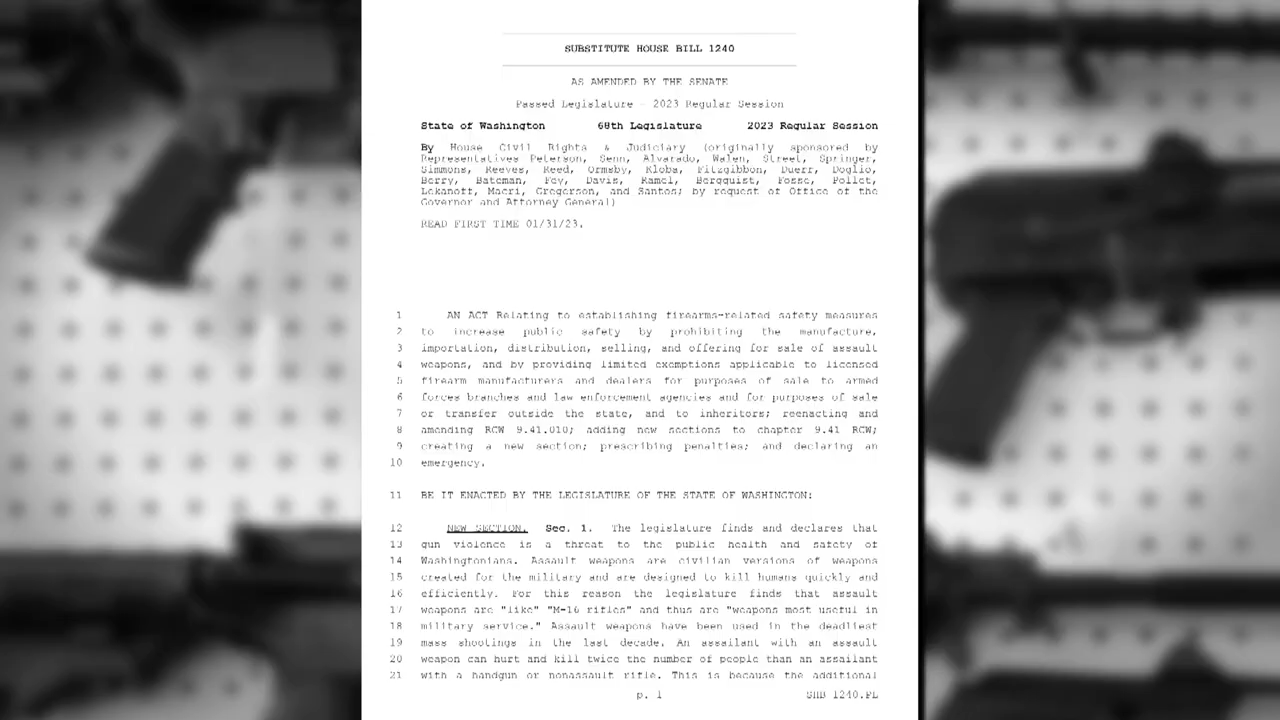 SUBSTITUTE HOUSE BILL 1240
AS AMENDED BY THE SENATE
Passed Legislature - 2023 Regular Session
State of Washington 68th Legislature 2023 Regular Session
By House Civil Rights & Judiciary (originally sponsored by
Representatives Peterson, Senn, Alvarado, Walen, Street, Springer,
Simmons, Reeves, Reed, Ormsby, Kloba, Fitzgibbon, Duerr, Doglio,
Berry, Bateman, Fey, Davis, Ramel, Bergquist, Fosse, Pollet,
Lekanoff, Macri, Gregerson, and Santos; by request of Office of the
Governor and Attorney General)
READ FIRST TIME 01/31/23.
1 AN ACT Relating to establishing firearms-related safety measures
2 to increase public safety by prohibiting the manufacture,
3 importation, distribution, selling, and offering for sale of assault
4 weapons, and by providing limited exemptions applicable to licensed
5 firearm manufacturers and dealers for purposes of sale to armed
6 forces branches and law enforcement agencies and for purposes of sale
7 or transfer outside the state, and to inheritors; reenacting and
8 amending RCW 9.41.010; adding new sections to chapter 9.41 RCW;
9 creating a new section; prescribing penalties; and declaring an
10 emergency.
11 BE IT ENACTED BY THE LEGISLATURE OF THE STATE OF WASHINGTON:
12 NEW SECTION. Sec. 1. The legislature finds and declares that
13 gun violence is a threat to the public health and safety of
14 Washingtonians. Assault weapons are civilian versions of weapons
15 created for the military and are designed to kill humans quickly and
16 efficiently. For this reason the legislature finds that assault
17 weapons are "like" "M-16 rifles" and thus are "weapons most useful in
18 military service." Assault weapons have been used in the deadliest
19 mass shootings in the last decade. An assailant with an assault
20 weapon can hurt and kill twice the number of people than an assailant
21 with a handgun or nonassault rifle. This is because the additional
p. 1 SHB 1240.PL